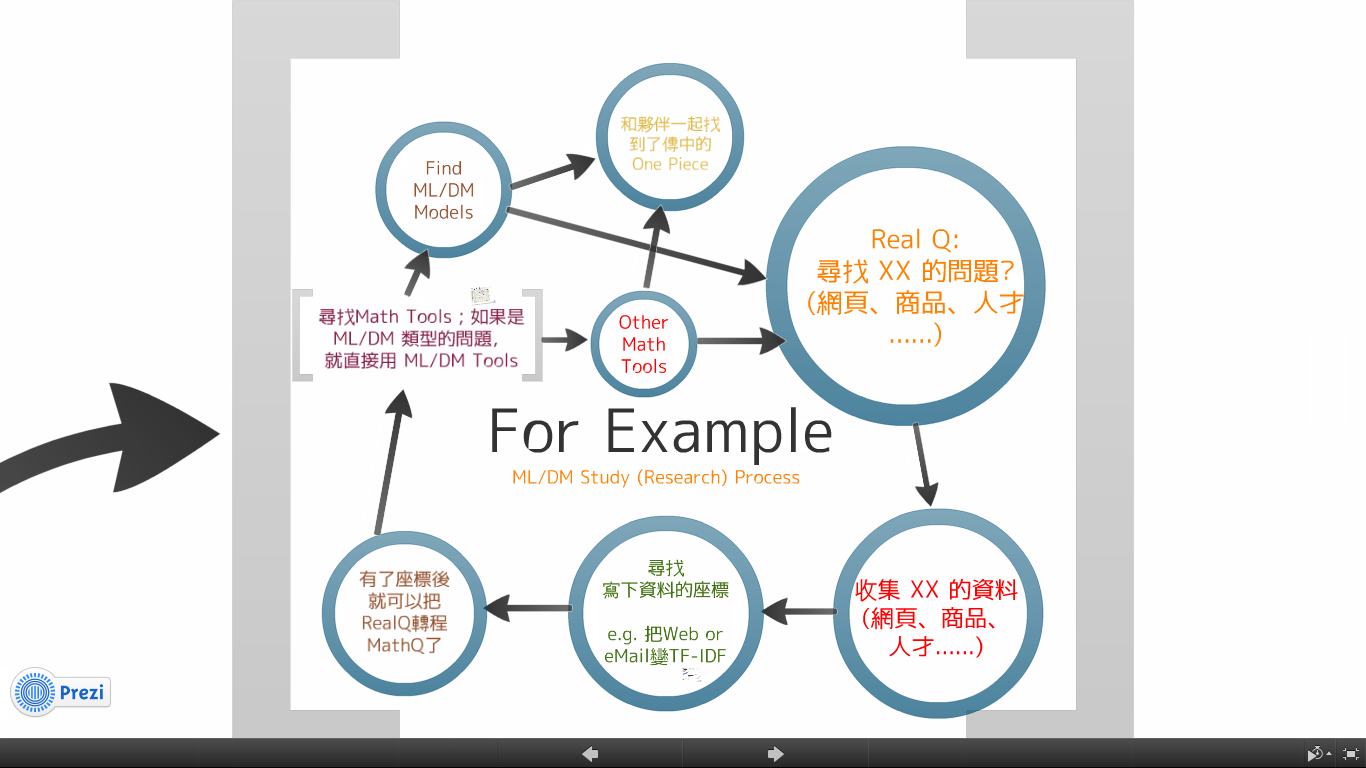 和夥伴一起找
到了傳中的
One Piece
Find
ML/DM
Models
Real Q:
尋找 XX 的問題?
(網頁、商品、人才
......)
尋找Math Tools ; 如果是
ML/DM 類型的問題,
就直接用 ML/DM Tools
Other
Math
Tools
For Example
ML/DM Study (Research) Process
有了座標後
就可以把
RealQ轉程
MathQ了
尋找
寫下資料的座標
e.g. 把Web or
eMail變TF-IDF
收集 XX 的資料
(網頁、商品、
人才......)
Prezi